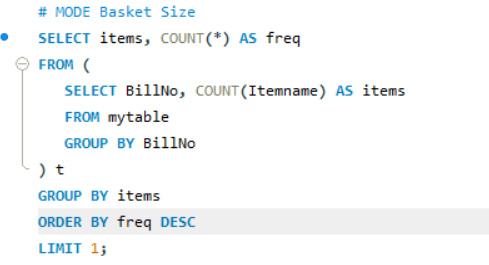 # MODE Basket Size
SELECT items, COUNT(*) AS freq
FROM (
SELECT BillNo, COUNT(Itemname) AS items
FROM mytable
GROUP BY BillNo
) t
GROUP BY items
ORDER BY freq DESC
LIMIT 1;